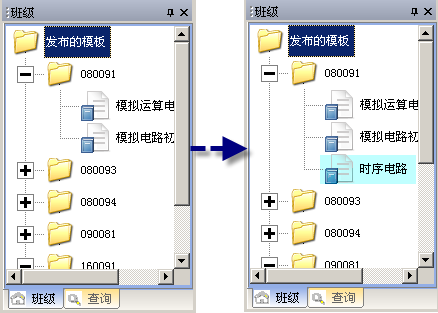 班级
发布的模板
080091
模拟运算电
模拟电路初
080093
080094
090081
160091
班级
查询
班级
发布的模板
080091
模拟运算电
模拟电路初
时序电路
080093
080094
090081
班级
查询